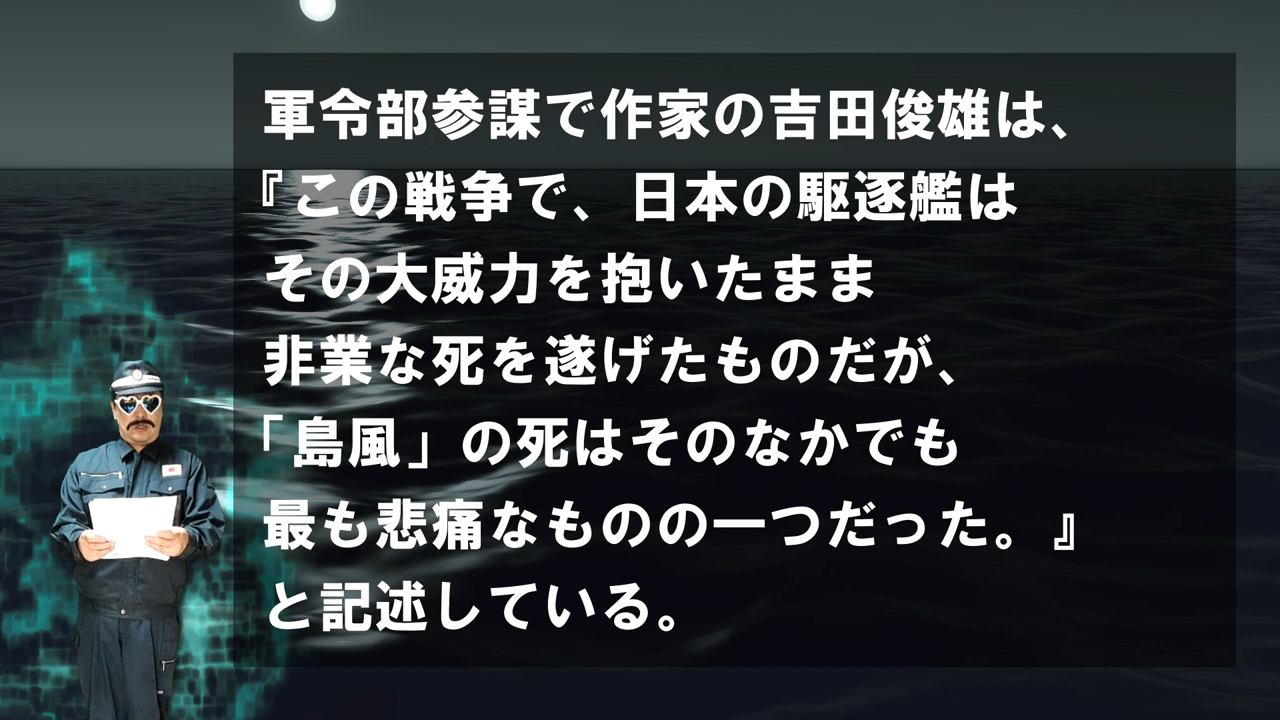 軍令部参謀で作家の吉田俊雄は、
『この戦争で、日本の駆逐艦は
その大威力を抱いたまま
非業な死を遂げたものだが、
「島風」の死はそのなかでも
最も悲痛なものの一つだった。』
と記述している。